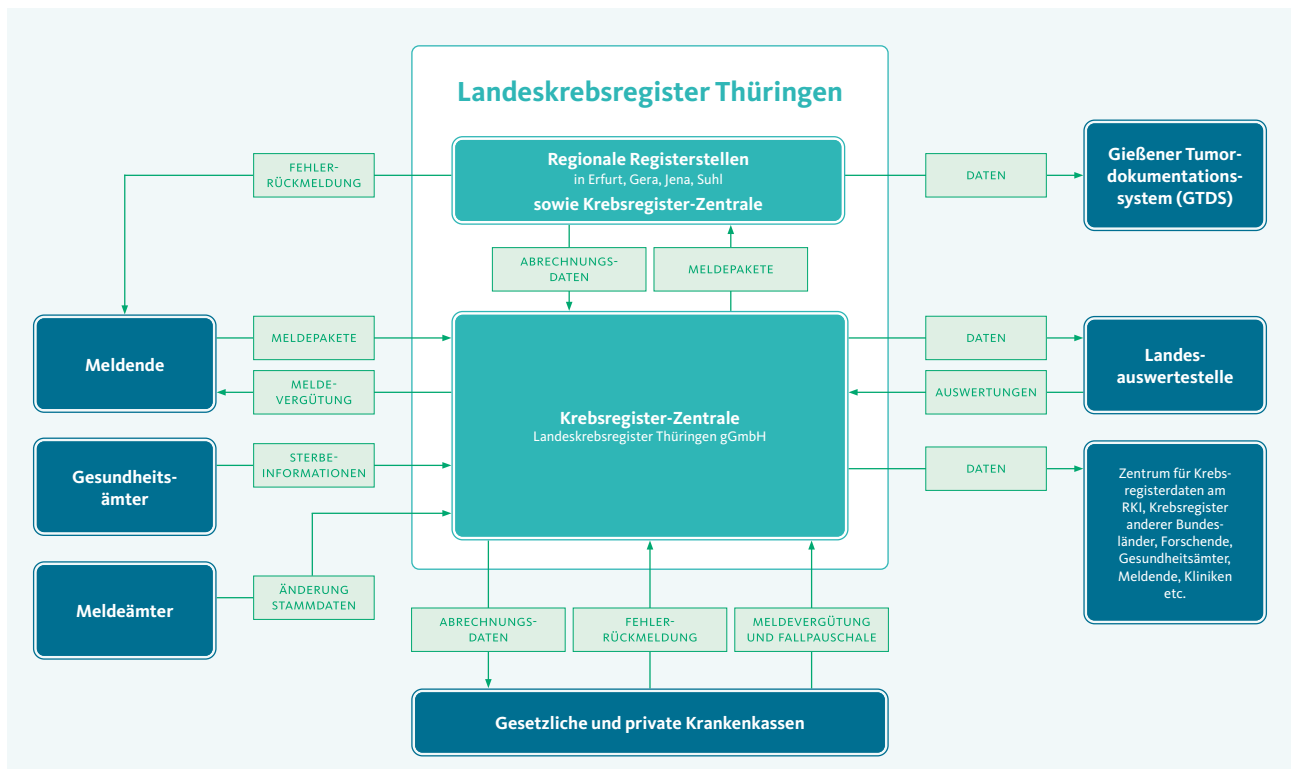 Landeskrebsregister Thüringen
Regionale Registerstellen
in Erfurt, Gera, Jena, Suhl
sowie Krebsregister-Zentrale
FEHLER-
RÜCKMELDUNG
DATEN
Gießener Tumor-
dokumentations-
system (GTDS)
ABRECHNUNGS-
DATEN
MELDEPAKETE
Meldende
MELDEPAKETE
MELDE-
VERGÜTUNG
Krebsregister-Zentrale
Landeskrebsregister Thüringen gGmbH
DATEN
AUSWERTUNGEN
Landes-
auswertestelle
Gesundheits-
ämter
STERBE-
INFORMATIONEN
DATEN
Zentrum für Krebs-
registerdaten am
RKI, Krebsregister
anderer Bundes-
länder, Forschende,
Gesundheitsämter,
Meldende, Kliniken
etc.
Meldeämter
ÄNDERUNG
STAMMDATEN
ABRECHNUNGS-
DATEN
FEHLER-
RÜCKMELDUNG
MELDEVERGÜTUNG
UND FALLPAUSCHALE
Gesetzliche und private Krankenkassen